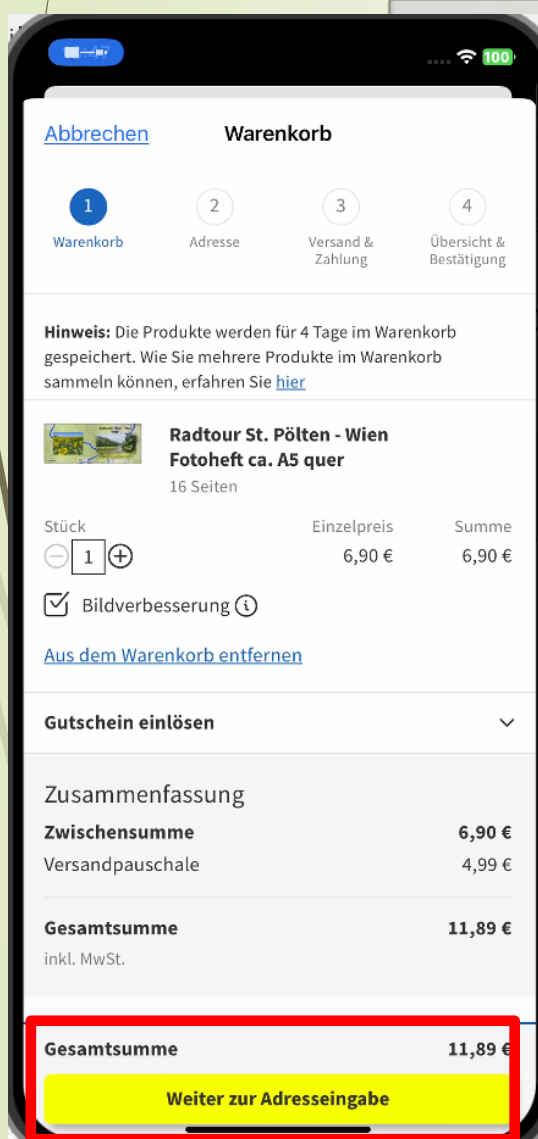 100
Abbrechen Warenkorb
1 2 3 4
Warenkorb Adresse Versand & Übersicht &
Zahlung Bestätigung
Hinweis: Die Produkte werden für 4 Tage im Warenkorb
gespeichert. Wie Sie mehrere Produkte im Warenkorb
sammeln können, erfahren Sie hier
Radtour St. Pölten - Wien
Fotoheft ca. A5 quer
16 Seiten
Stück Einzelpreis Summe
1 6,90 € 6,90 €
Bildverbesserung
Aus dem Warenkorb entfernen
Gutschein einlösen
Zusammenfassung
Zwischensumme 6,90 €
Versandpauschale 4,99 €
Gesamtsumme 11,89 €
inkl. MwSt.
Gesamtsumme 11,89 €
Weiter zur Adresseingabe